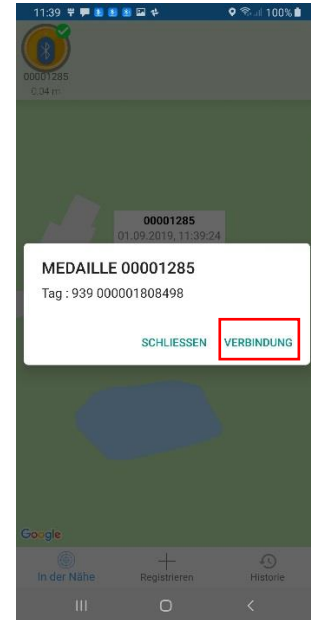 11:39
100%
00001285
0.34 m
00001285
01.09.2019, 11:39:24
MEDAILLE 00001285
Tag : 939 000001808498
SCHLIESSEN VERBINDUNG
Google
In der Nähe Registrieren Historie